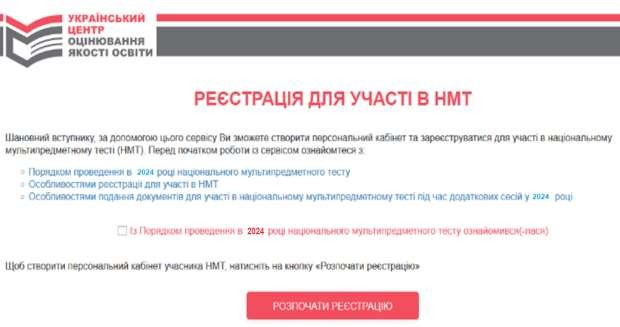 УКРАЇНСЬКИЙ
ЦЕНТР
ОЦІНЮВАННЯ
ЯКОСТІ ОСВІТИ
РЕЄСТРАЦІЯ ДЛЯ УЧАСТІ В НМТ
Шановний вступнику, за допомогою цього сервісу Ви зможете створити персональний кабінет та зареєструватися для участі в національному
мультипредметному тесті (НМТ). Перед початком роботи із сервісом ознайомтеся з:
Порядком проведення в 2024 році національного мультипредметного тесту
Особливостями реєстрації для участі в НМТ
Особливостями подання документів для участі в національному мультипредметному тесті під час додаткових сесій у 2024 році
Із Порядком проведення в 2024 році національного мультипредметного тесту ознайомився(-лася)
Щоб створити персональний кабінет учасника НМТ, натисніть на кнопку «Розпочати реєстрацію»
РОЗПОЧАТИ РЕЄСТРАЦІЮ